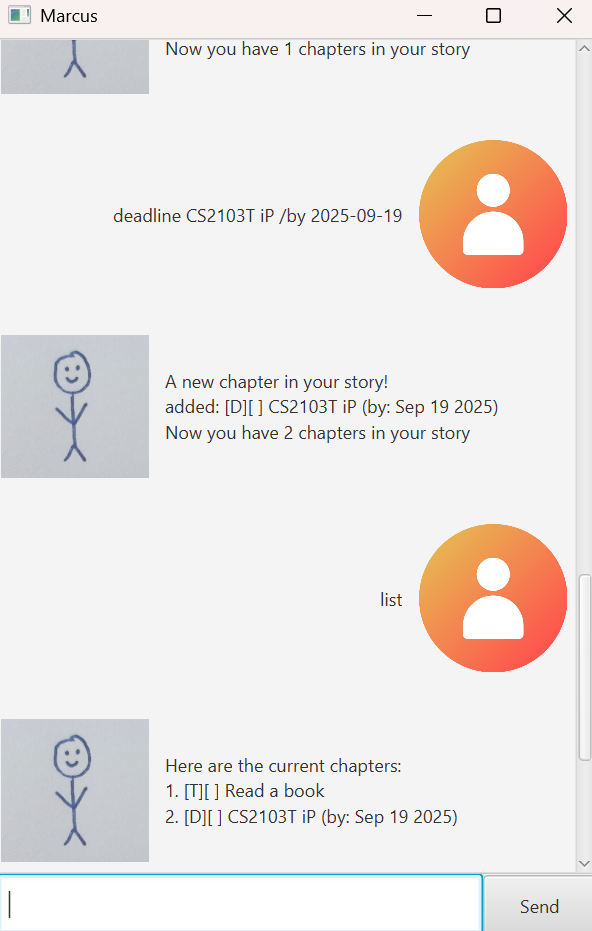 Marcus
Now you have 1 chapters in your story
deadline CS2103T iP /by 2025-09-19
A new chapter in your story!
added: [D][ ] CS2103T iP (by: Sep 19 2025)
Now you have 2 chapters in your story
list
Here are the current chapters:
1. [T][ ] Read a book
2. [D][ ] CS2103T iP (by: Sep 19 2025)
Send